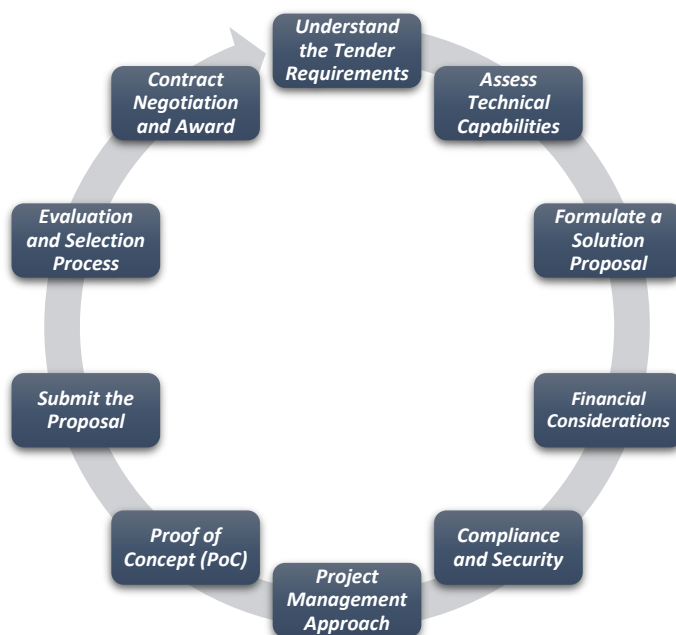 Understand
the Tender
Requirements
Assess
Technical
Capabilities
Formulate a
Solution
Proposal
Financial
Considerations
Compliance
and Security
Project
Management
Approach
Proof of
Concept (PoC)
Submit the
Proposal
Evaluation
and Selection
Process
Contract
Negotiation
and Award